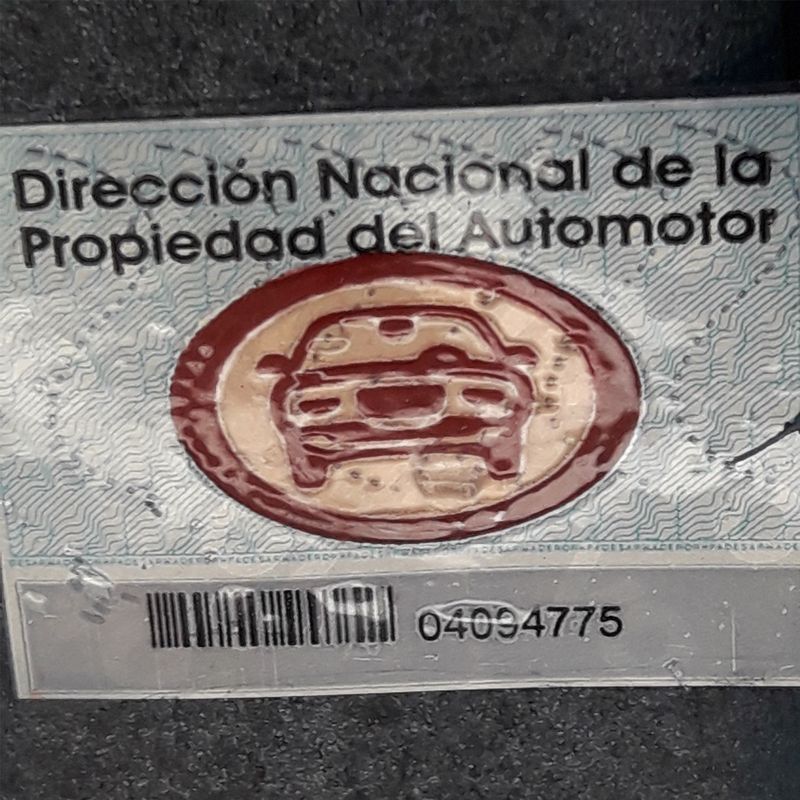 Dirección Nacional de la
Propiedad del Automotor
04094775